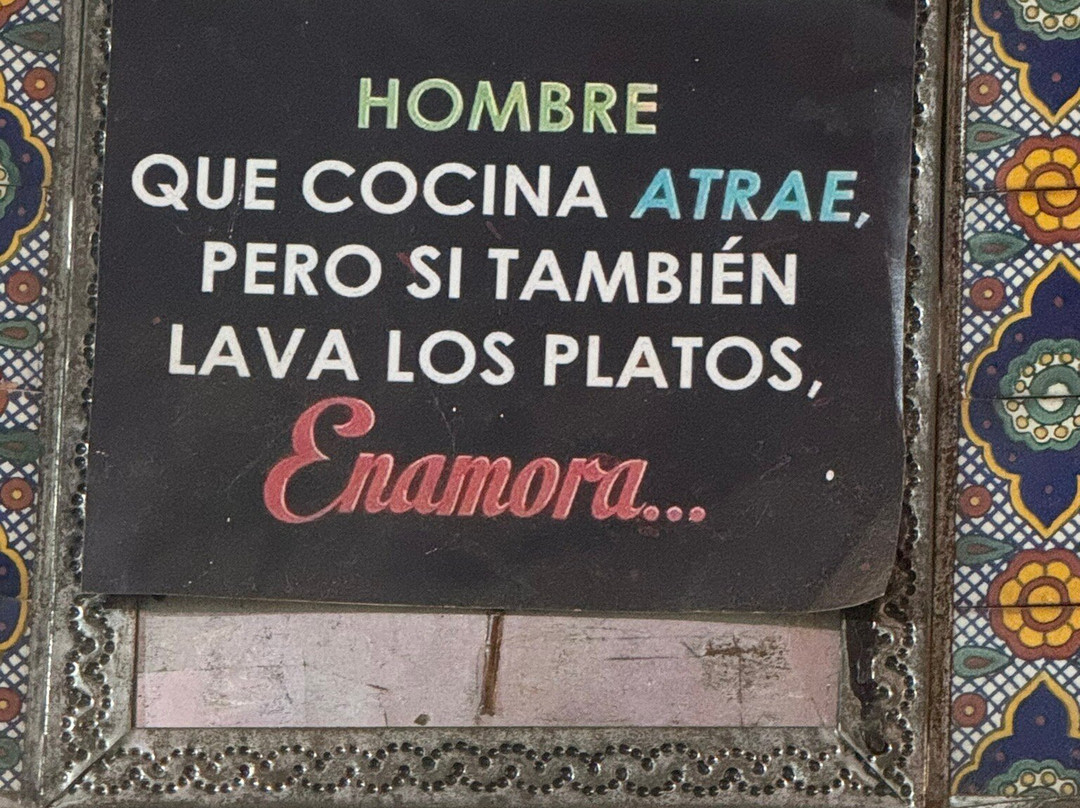 HOMBRE
QUE COCINA ATRAE,
PERO SI TAMBIÉN
LAVA LOS PLATOS,
Enamora...